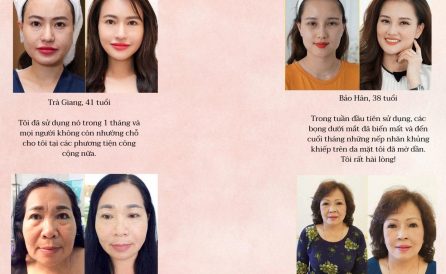 Trà Giang, 41 tuổi
Tôi đã sử dụng nó trong 1 tháng và
mọi người không còn nhường chỗ
cho tôi tại các phương tiện công
cộng nữa.
Bảo Hân, 38 tuổi
Trong tuần đầu tiên sử dụng, các
bọng dưới mắt đã biến mất và đến
cuối tháng những nếp nhăn khủng
khiếp trên da mặt tôi đã mờ dần.
Tôi rất hài lòng!